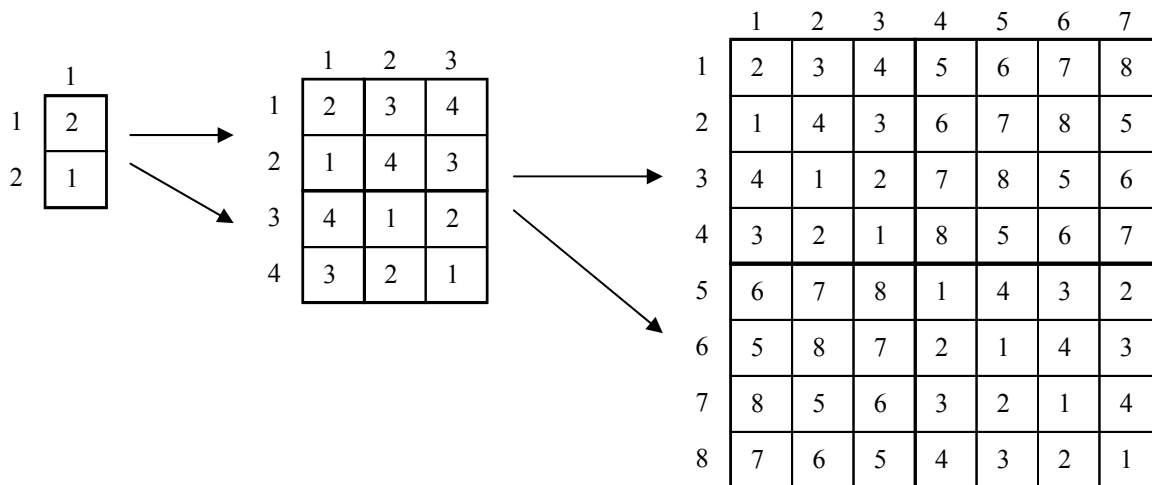 1
1 2
2 1
1 2 3
1 2 3 4
2 1 4 3
3 4 1 2
4 3 2 1
1 2 3 4 5 6 7
1 2 3 4 5 6 7 8
2 1 4 3 6 7 8 5
3 4 1 2 7 8 5 6
4 3 2 1 8 5 6 7
5 6 7 8 1 4 3 2
6 5 8 7 2 1 4 3
7 8 5 6 3 2 1 4
8 7 6 5 4 3 2 1